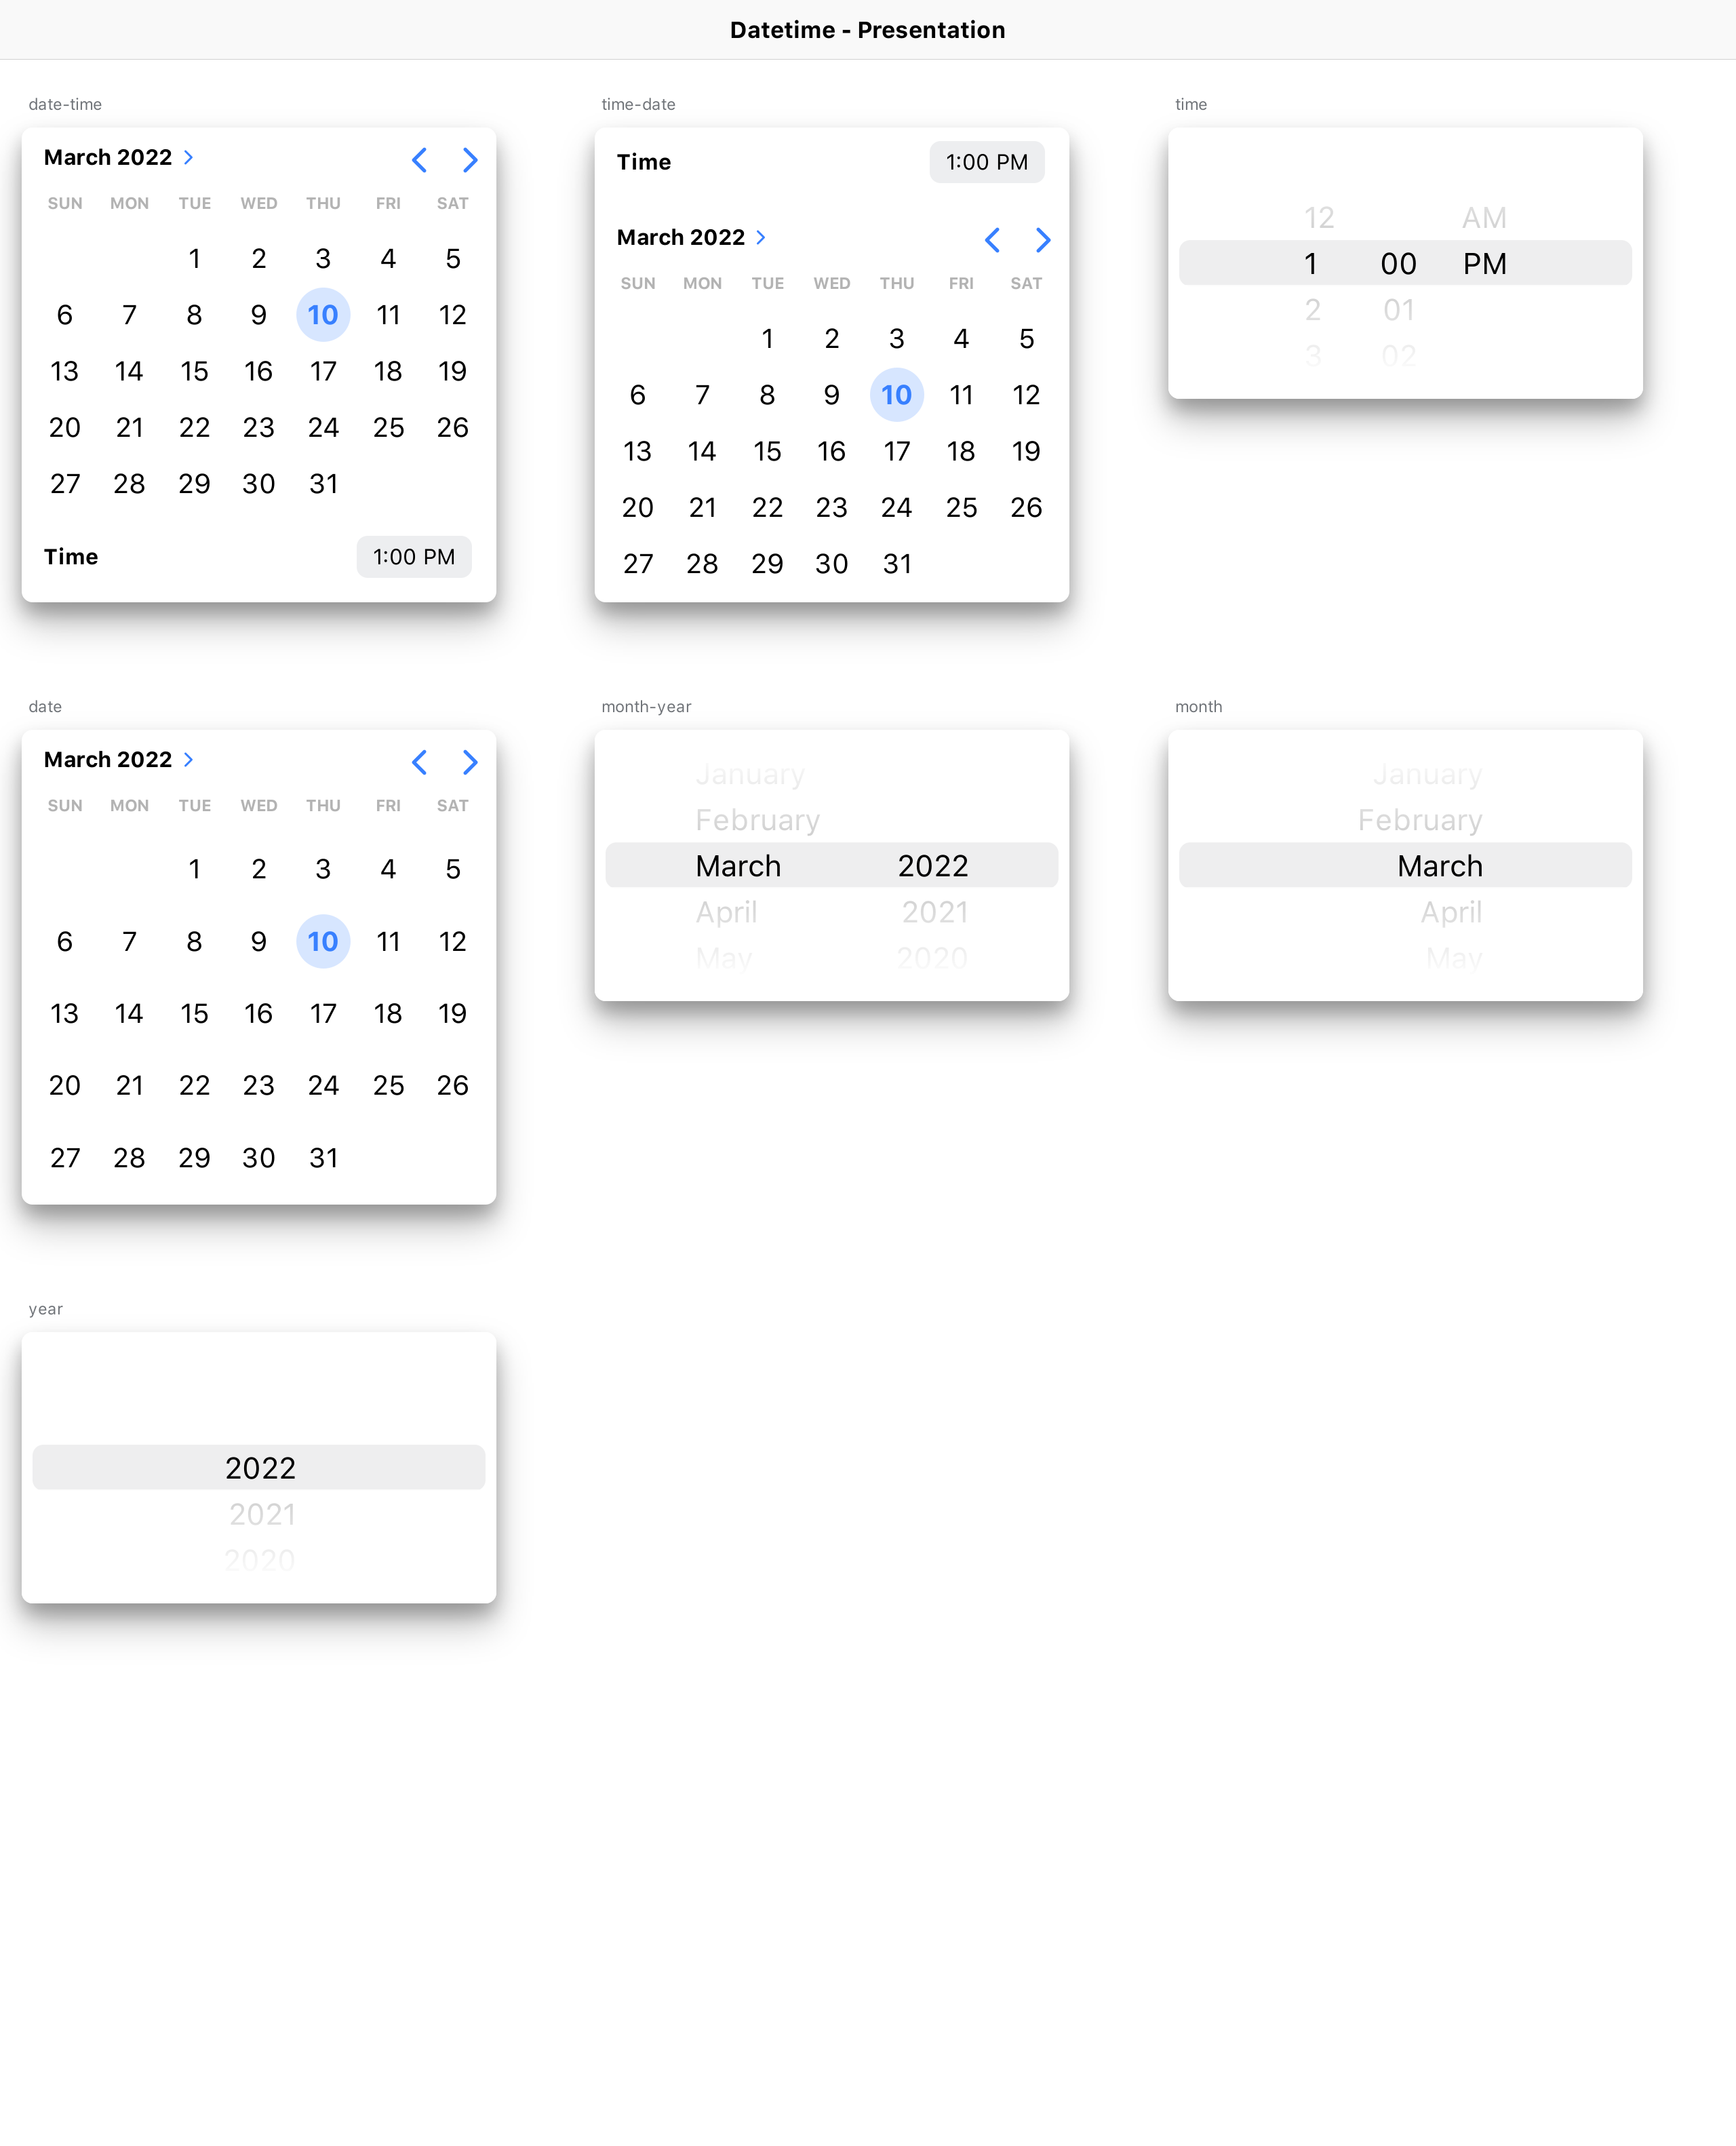 Datetime - Presentation
date-time
March 2022
SUN MON TUE WED THU FRI SAT
1 2 3 4 5
6 7 8 9 10 11 12
13 14 15 16 17 18 19
20 21 22 23 24 25 26
27 28 29 30 31
Time 1:00 PM
time-date
Time 1:00 PM
March 2022
SUN MON TUE WED THU FRI SAT
1 2 3 4 5
6 7 8 9 10 11 12
13 14 15 16 17 18 19
20 21 22 23 24 25 26
27 28 29 30 31
time
12 AM
1 00 PM
2 01
3 02
date
March 2022
SUN MON TUE WED THU FRI SAT
1 2 3 4 5
6 7 8 9 10 11 12
13 14 15 16 17 18 19
20 21 22 23 24 25 26
27 28 29 30 31
month-year
January
February
March 2022
April 2021
May 2020
month
January
February
March
April
May
year
2022
2021
2020